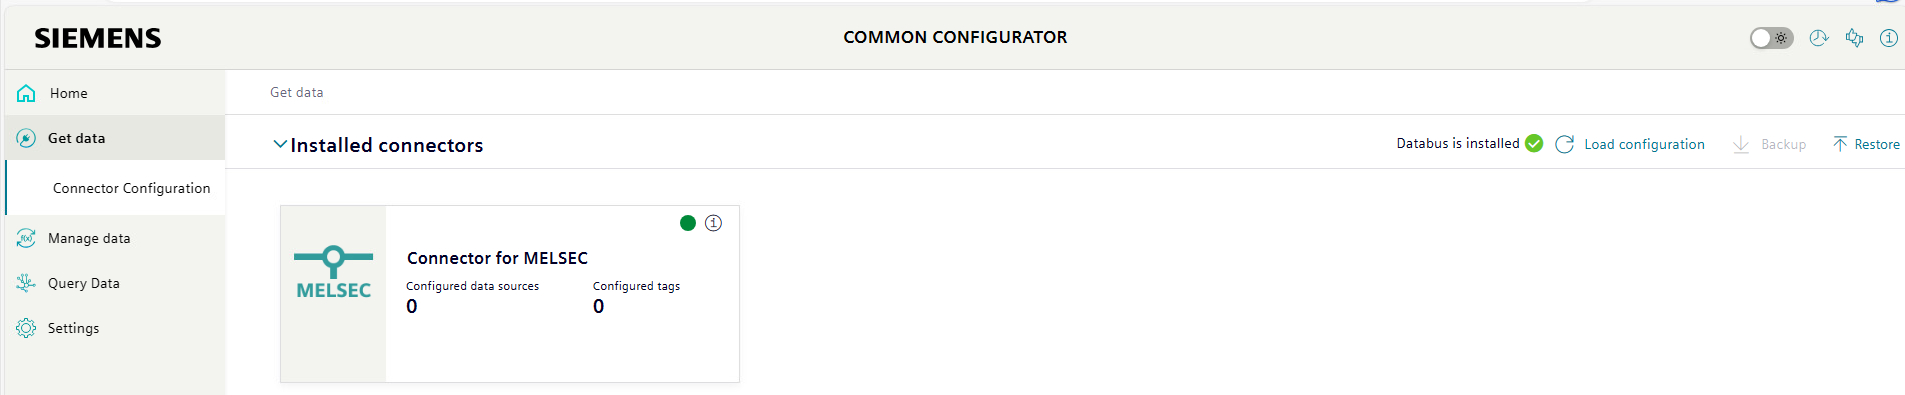 SIEMENS
COMMON CONFIGURATOR
Home
Get data
Connector Configuration
Manage data
Query Data
Settings
Get data
Installed connectors
Databus is installed
Load configuration
Backup
Restore
MELSEC
Connector for MELSEC
Configured data sources
0
Configured tags
0